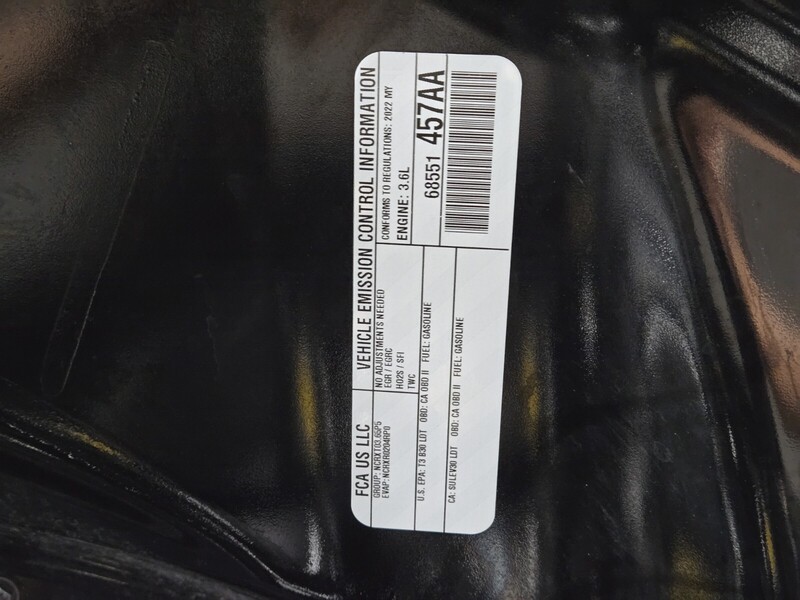 FCA US LLC
VEHICLE EMISSION CONTROL INFORMATION
GROUP: NCRXT03.65P5
EVAP: NCRXR0204RP0
NO ADJUSTMENTS NEEDED
EGR / EGRC
HO2S / SFI
TWC
CONFORMS TO REGULATIONS: 2022 MY
ENGINE: 3.6L
68551 457AA
U.S. EPA: T3 B30 LDT OBD: CA OBD II FUEL: GASOLINE
CA: SULEV30 LDT OBD: CA OBD II FUEL: GASOLINE